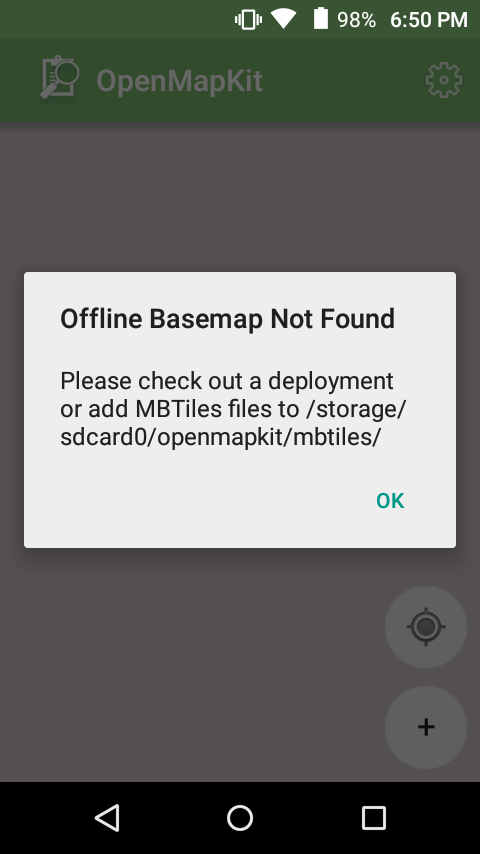 98% 6:50 PM
OpenMapKit
Offline Basemap Not Found
Please check out a deployment
or add MBTiles files to /storage/
sdcard0/openmapkit/mbtiles/
OK
+